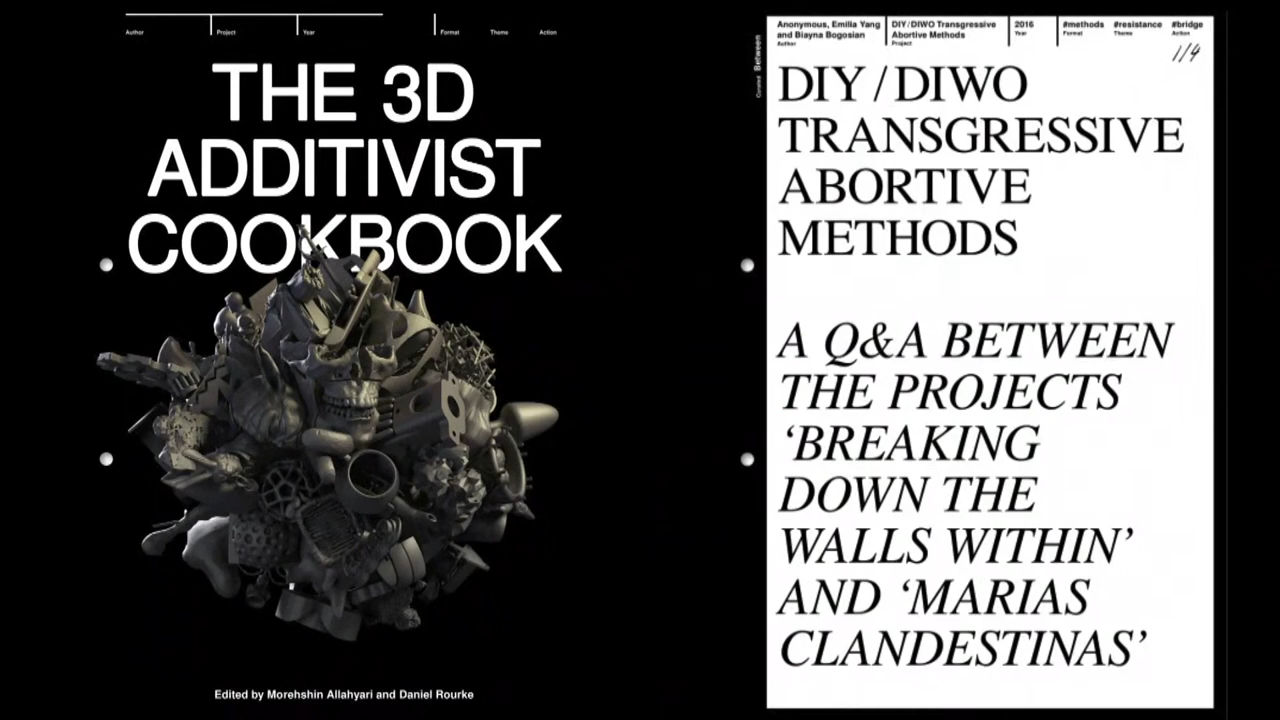 Author Project Year Format Theme Action
THE 3D
ADDITIVIST
COOKBOOK
Edited by Morehshin Allahyari and Daniel Rourke
Curated Between
Anonymous, Emilia Yang
and Biayna Bogosian
Author
DIY/DIWO Transgressive
Abortive Methods
Project
2016
Year
#methods
Format
#resistance
Theme
#bridge
Action
1/4
DIY / DIWO
TRANSGRESSIVE
ABORTIVE
METHODS
A Q&A BETWEEN
THE PROJECTS
‘BREAKING
DOWN THE
WALLS WITHIN’
AND ‘MARIAS
CLANDESTINAS’